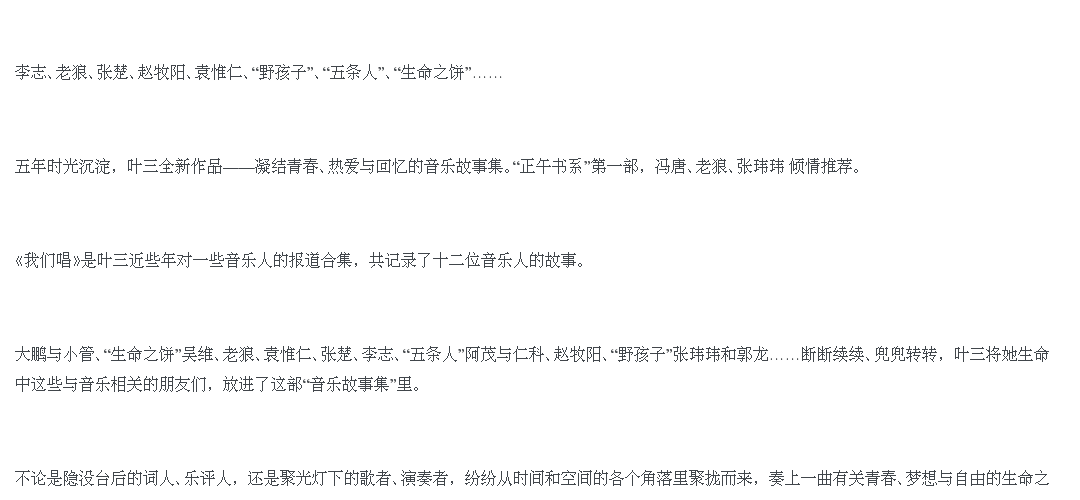 李志、老狼、张楚、赵牧阳、袁惟仁、“野孩子”、“五条人”、“生命之饼”……
五年时光沉淀，叶三全新作品——凝结青春、热爱与回忆的音乐故事集。“正午书系”第一部，冯唐、老狼、张玮玮 倾情推荐。
《我们唱》是叶三近些年对一些音乐人的报道合集，共记录了十二位音乐人的故事。
大鹏与小管、“生命之饼”吴维、老狼、袁惟仁、张楚、李志、“五条人”阿茂与仁科、赵牧阳、“野孩子”张玮玮和郭龙……断断续续、兜兜转转，叶三将她生命
中这些与音乐相关的朋友们，放进了这部“音乐故事集”里。
不论是隐没台后的词人、乐评人，还是聚光灯下的歌者、演奏者，纷纷从时间和空间的各个角落里聚拢而来，奏上一曲有关青春、梦想与自由的生命之